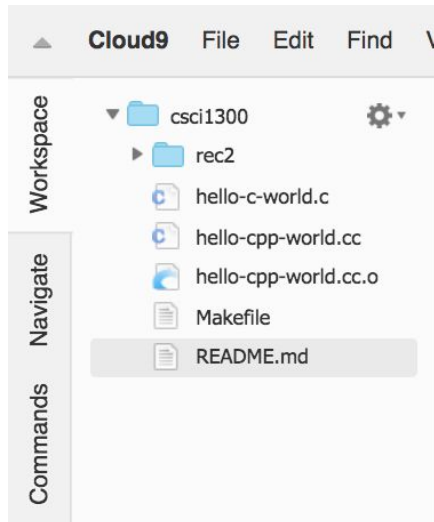 Cloud9 File Edit Find
Workspace
Navigate
Commands
csci1300
rec2
hello-c-world.c
hello-cpp-world.cc
hello-cpp-world.cc.o
Makefile
README.md